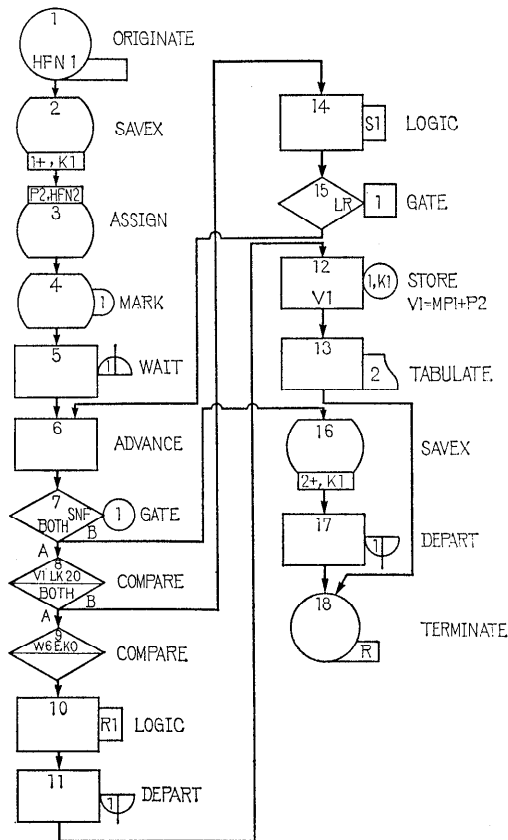 1
HFN 1
ORIGINATE
2
SAVEX
1+, K1
P2,HFN2
3
ASSIGN
4
1
MARK
5
1
WAIT
6
ADVANCE
7
SNF
BOTH
B
1
GATE
A
8
V1 LK 20
BOTH
B
COMPARE
A
9
W6EK0
COMPARE
10
R1
LOGIC
11
1
DEPART
14
S1
LOGIC
15
LR
1
GATE
12
V1
1,K1
STORE
V1=MP1+P2
13
2
TABULATE
16
SAVEX
2+, K1
17
1
DEPART
18
R
TERMINATE